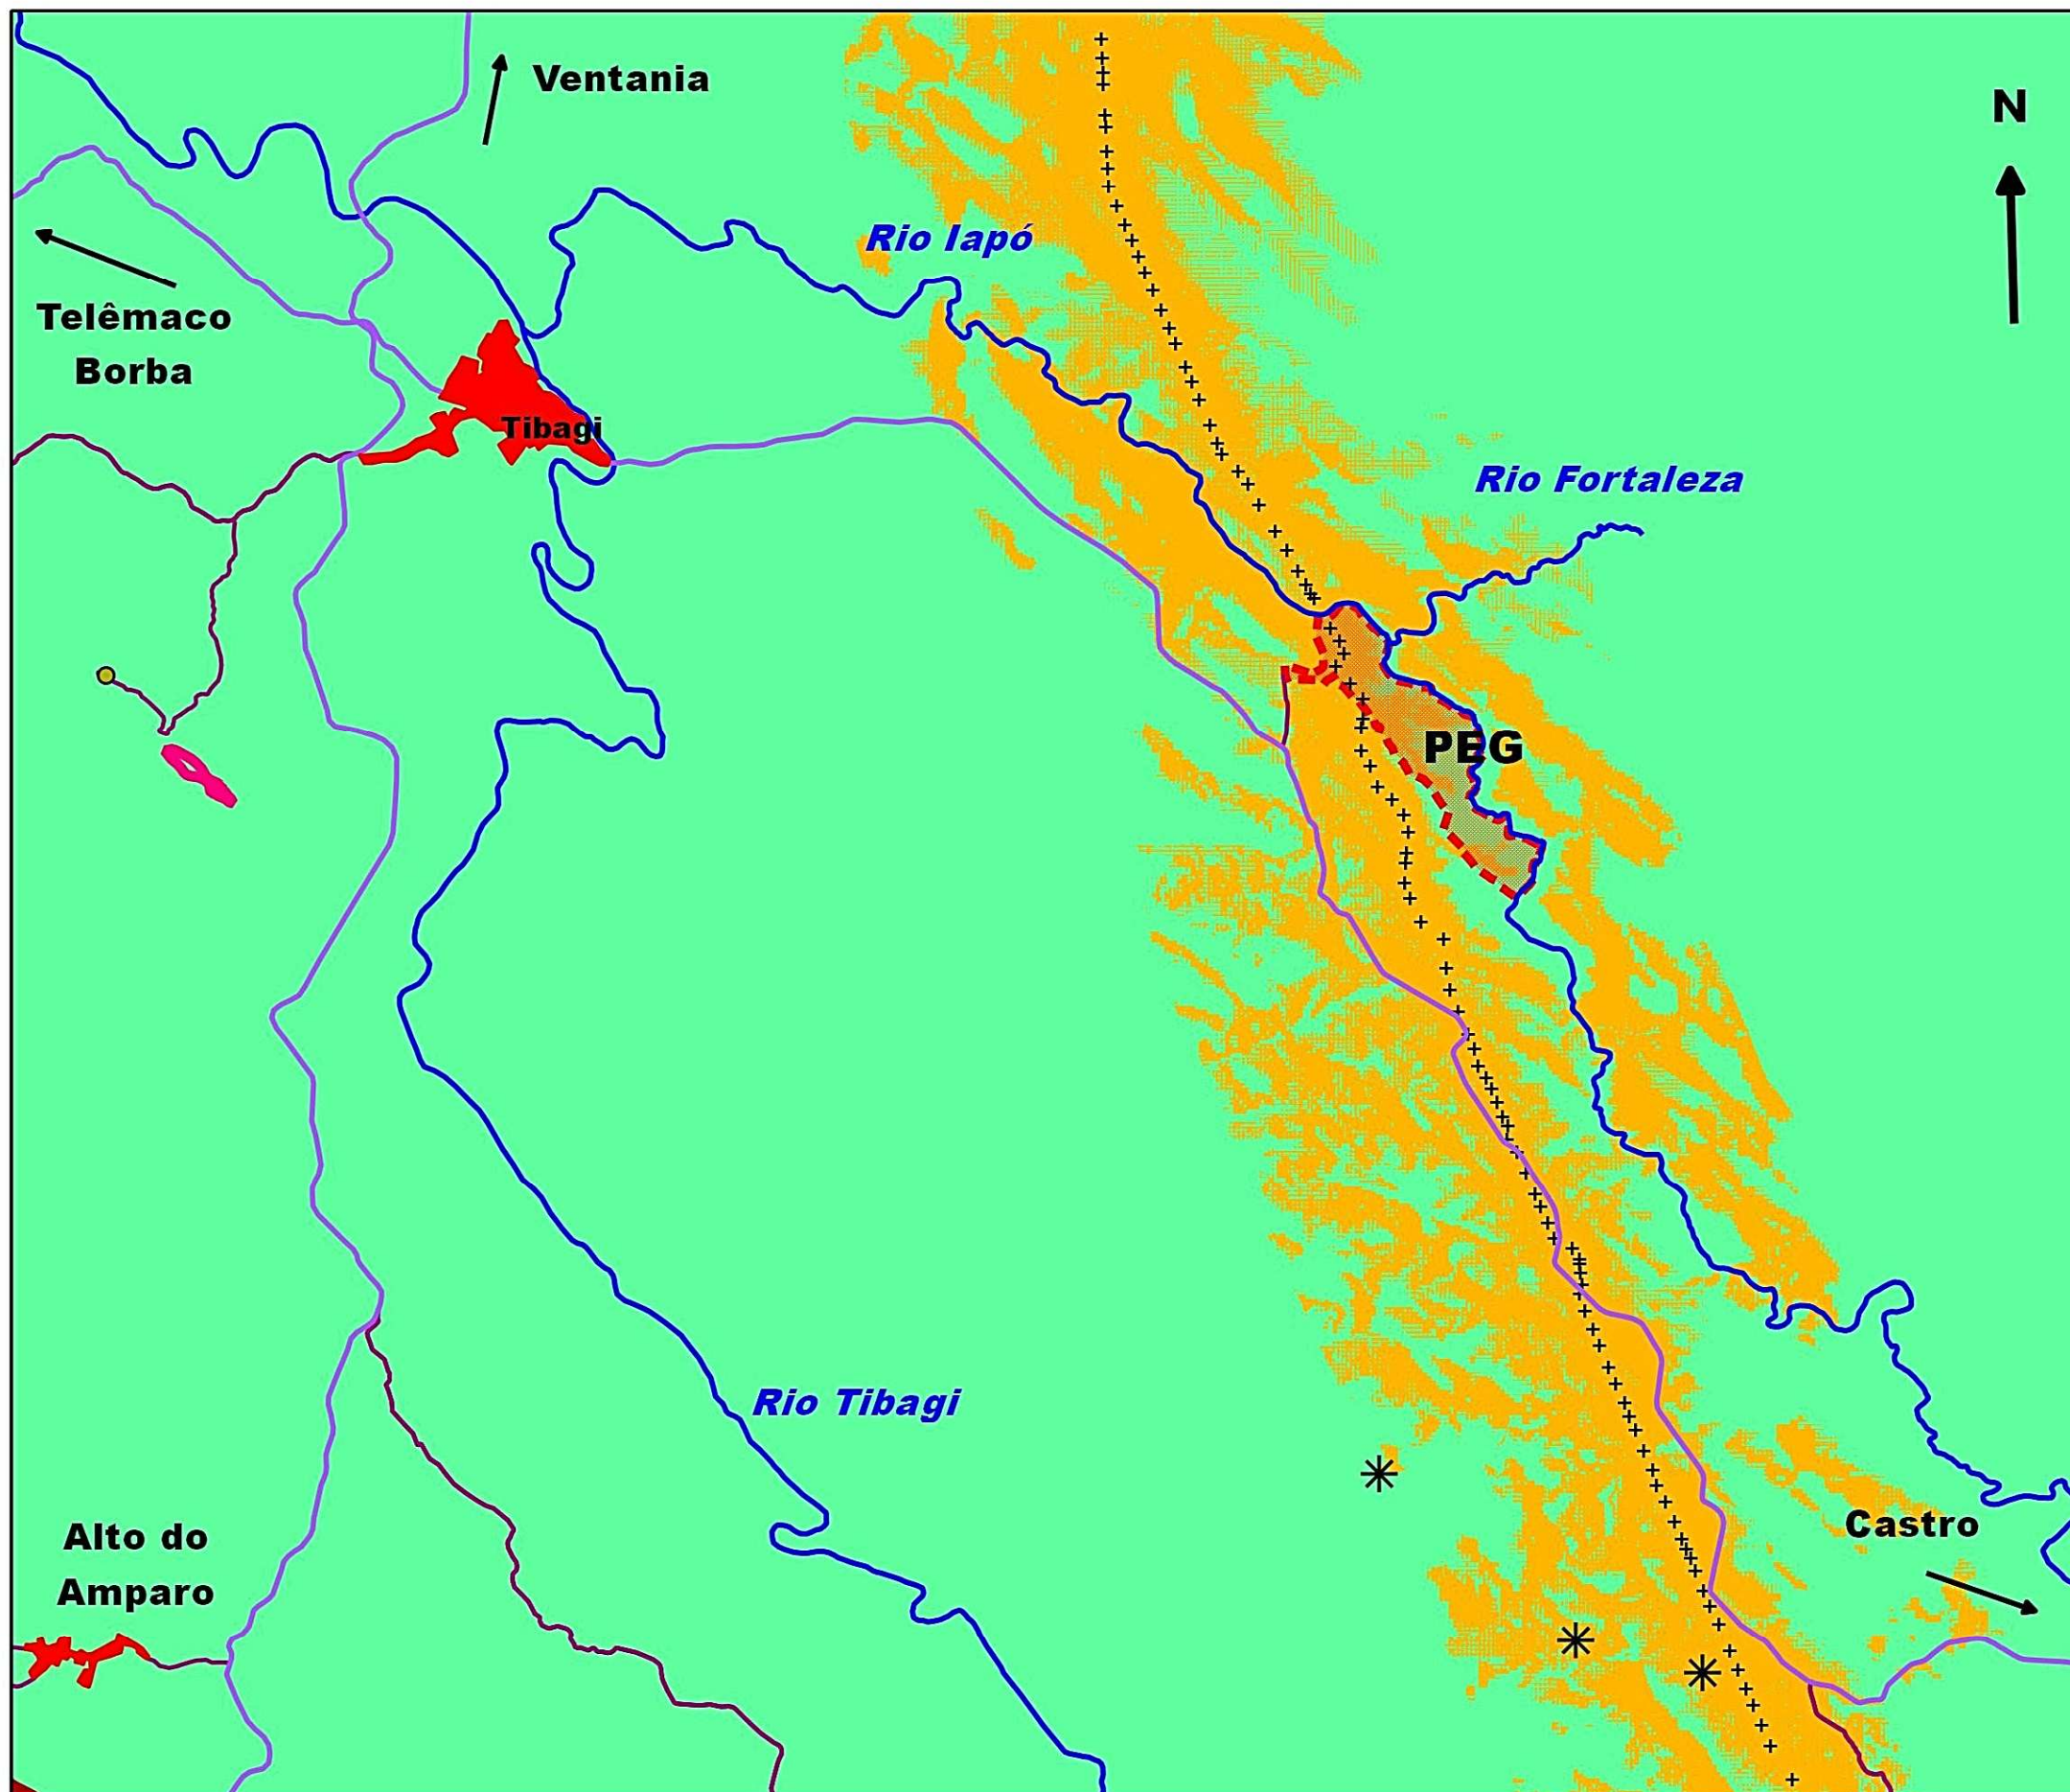 Ventania
N
Rio Iapó
Telêmaco
Borba
Tibagi
Rio Fortaleza
PEG
Rio Tibagi
Alto do
Amparo
Castro